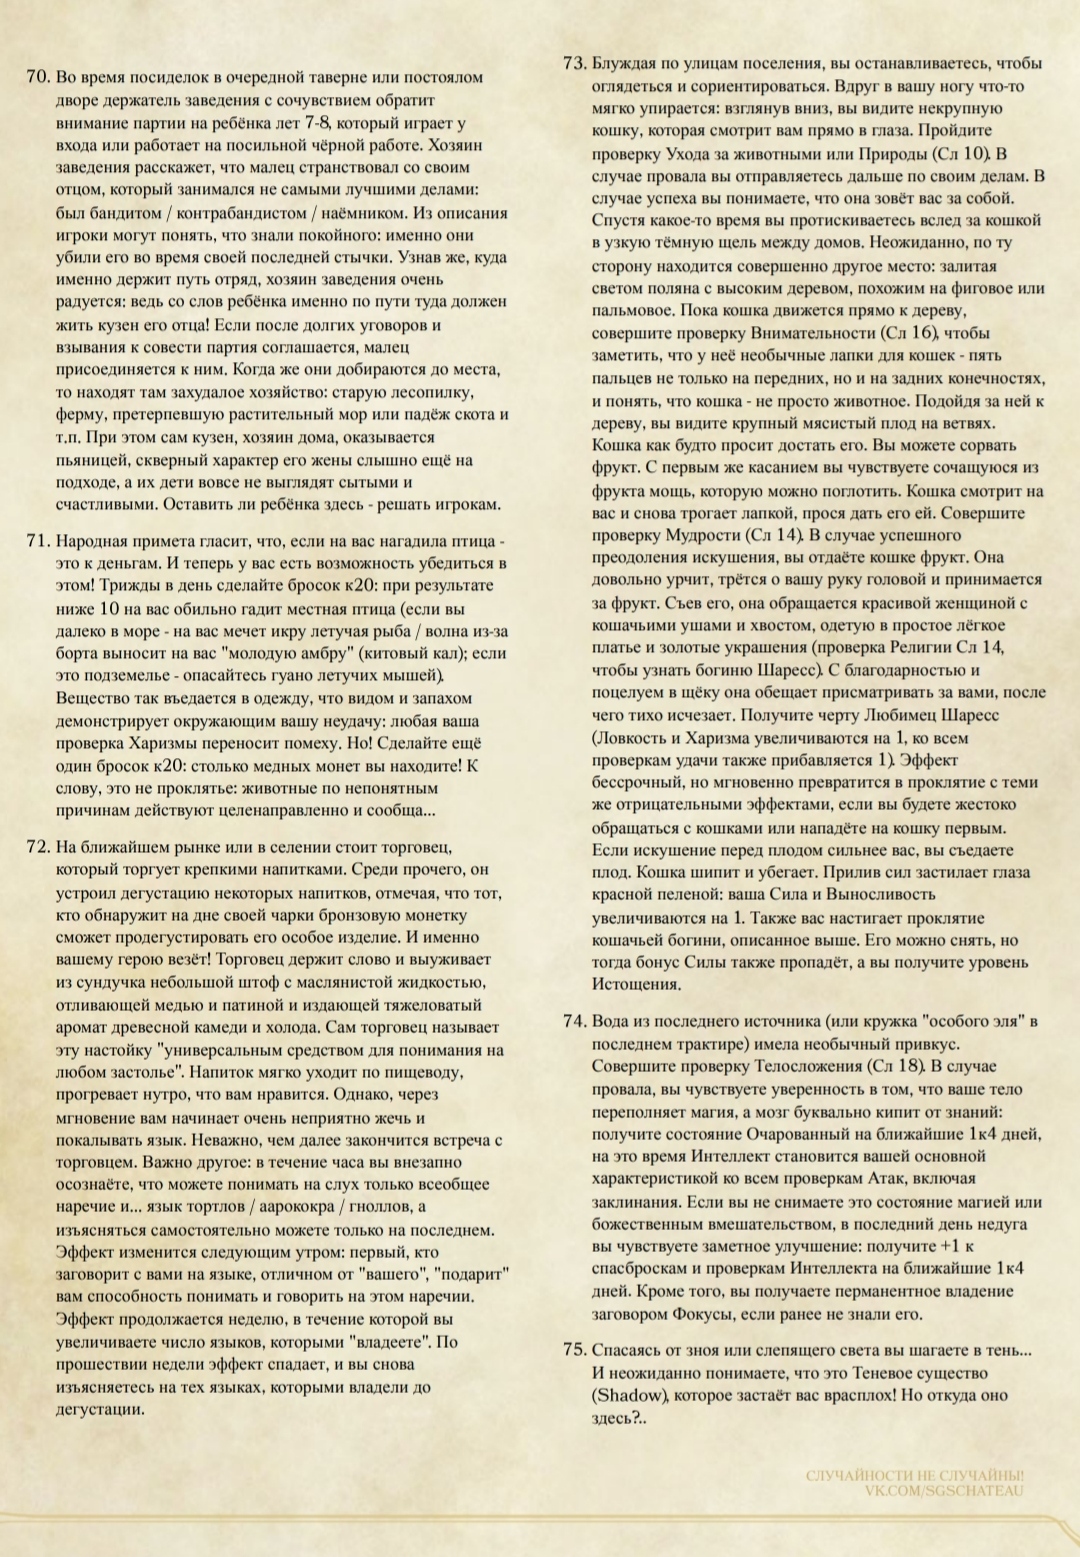 70. Во время посиделок в очередной таверне или постоялом
дворе держатель заведения с сочувствием обратит
внимание партии на ребёнка лет 7-8, который играет у
входа или работает на посильной чёрной работе. Хозяин
заведения расскажет, что малец странствовал со своим
отцом, который занимался не самыми лучшими делами:
был бандитом / контрабандистом / наёмником. Из описания
игроки могут понять, что знали покойного: именно они
убили его во время своей последней стычки. Узнав же, куда
именно держит путь отряд, хозяин заведения очень
радуется: ведь со слов ребёнка именно по пути туда должен
жить кузен его отца! Если после долгих уговоров и
взывания к совести партия соглашается, малец
присоединяется к ним. Когда же они добираются до места,
то находят там захудалое хозяйство: старую лесопилку,
ферму, претерпевшую растительный мор или падёж скота и
т.п. При этом сам кузен, хозяин дома, оказывается
пьяницей, скверный характер его жены слышно ещё на
подходе, а их дети вовсе не выглядят сытыми и
счастливыми. Оставить ли ребёнка здесь - решать игрокам.
71. Народная примета гласит, что, если на вас нагадила птица -
это к деньгам. И теперь у вас есть возможность убедиться в
этом! Трижды в день сделайте бросок к20: при результате
ниже 10 на вас обильно гадит местная птица (если вы
далеко в море - на вас мечет икру летучая рыба / волна из-за
борта выносит на вас "молодую амбру" (китовый кал); если
это подземелье - опасайтесь гуано летучих мышей).
Вещество так въедается в одежду, что видом и запахом
демонстрирует окружающим вашу неудачу: любая ваша
проверка Харизмы переносит помеху. Но! Сделайте ещё
один бросок к20: столько медных монет вы находите! К
слову, это не проклятье: животные по непонятным
причинам действуют целенаправленно и сообща...
72. На ближайшем рынке или в селении стоит торговец,
который торгует крепкими напитками. Среди прочего, он
устроил дегустацию некоторых напитков, отмечая, что тот,
кто обнаружит на дне своей чарки бронзовую монетку
сможет продегустировать его особое изделие. И именно
вашему герою везёт! Торговец держит слово и выуживает
из сундучка небольшой штоф с маслянистой жидкостью,
отливающей медью и патиной и издающей тяжеловатый
аромат древесной камеди и холода. Сам торговец называет
эту настойку "универсальным средством для понимания на
любом застолье". Напиток мягко уходит по пищеводу,
прогревает нутро, что вам нравится. Однако, через
мгновение вам начинает очень неприятно жечь и
покалывать язык. Неважно, чем далее закончится встреча с
торговцем. Важно другое: в течение часа вы внезапно
осознаёте, что можете понимать на слух только всеобщее
наречие и... язык тортлов / аарококра / гноллов, а
изъясняться самостоятельно можете только на последнем.
Эффект изменится следующим утром: первый, кто
заговорит с вами на языке, отличном от "вашего", "подарит"
вам способность понимать и говорить на этом наречии.
Эффект продолжается неделю, в течение которой вы
увеличиваете число языков, которыми "владеете". По
прошествии недели эффект спадает, и вы снова
изъясняетесь на тех языках, которыми владели до
дегустации.
73. Блуждая по улицам поселения, вы останавливаетесь, чтобы
оглядеться и сориентироваться. Вдруг в вашу ногу что-то
мягко упирается: взглянув вниз, вы видите некрупную
кошку, которая смотрит вам прямо в глаза. Пройдите
проверку Ухода за животными или Природы (Сл 10). В
случае провала вы отправляетесь дальше по своим делам. В
случае успеха вы понимаете, что она зовёт вас за собой.
Спустя какое-то время вы протискиваетесь вслед за кошкой
в узкую тёмную щель между домов. Неожиданно, по ту
сторону находится совершенно другое место: залитая
светом поляна с высоким деревом, похожим на фиговое или
пальмовое. Пока кошка движется прямо к дереву,
совершите проверку Внимательности (Сл 16), чтобы
заметить, что у неё необычные лапки для кошек - пять
пальцев не только на передних, но и на задних конечностях,
и понять, что кошка - не просто животное. Подойдя за ней к
дереву, вы видите крупный мясистый плод на ветвях.
Кошка как будто просит достать его. Вы можете сорвать
фрукт. С первым же касанием вы чувствуете сочащуюся из
фрукта мощь, которую можно поглотить. Кошка смотрит на
вас и снова трогает лапкой, прося дать его ей. Совершите
проверку Мудрости (Сл 14). В случае успешного
преодоления искушения, вы отдаёте кошке фрукт. Она
довольно урчит, трётся о вашу руку головой и принимается
за фрукт. Съев его, она обращается красивой женщиной с
кошачьими ушами и хвостом, одетую в простое лёгкое
платье и золотые украшения (проверка Религии Сл 14,
чтобы узнать богиню Шаресс). С благодарностью и
поцелуем в щёку она обещает присматривать за вами, после
чего тихо исчезает. Получите черту Любимец Шаресс
(Ловкость и Харизма увеличиваются на 1, ко всем
проверкам удачи также прибавляется 1). Эффект
бессрочный, но мгновенно превратится в проклятие с теми
же отрицательными эффектами, если вы будете жестоко
обращаться с кошками или нападёте на кошку первым.
Если искушение перед плодом сильнее вас, вы съедаете
плод. Кошка шипит и убегает. Прилив сил застилает глаза
красной пеленой: ваша Сила и Выносливость
увеличиваются на 1. Также вас настигает проклятие
кошачьей богини, описанное выше. Его можно снять, но
тогда бонус Силы также пропадёт, а вы получите уровень
Истощения.
74. Вода из последнего источника (или кружка "особого эля" в
последнем трактире) имела необычный привкус.
Совершите проверку Телосложения (Сл 18). В случае
провала, вы чувствуете уверенность в том, что ваше тело
переполняет магия, а мозг буквально кипит от знаний:
получите состояние Очарованный на ближайшие 1к4 дней,
на это время Интеллект становится вашей основной
характеристикой ко всем проверкам Атак, включая
заклинания. Если вы не снимаете это состояние магией или
божественным вмешательством, в последний день недуга
вы чувствуете заметное улучшение: получите +1 к
спасброскам и проверкам Интеллекта на ближайшие 1к4
дней. Кроме того, вы получаете перманентное владение
заговором Фокусы, если ранее не знали его.
75. Спасаясь от зноя или слепящего света вы шагаете в тень...
И неожиданно понимаете, что это Теневое существо
(Shadow), которое застаёт вас врасплох! Но откуда оно
здесь?..
СЛУЧАЙНОСТИ НЕ СЛУЧАЙНЫ!
VK.COM/SGSCHATEAU